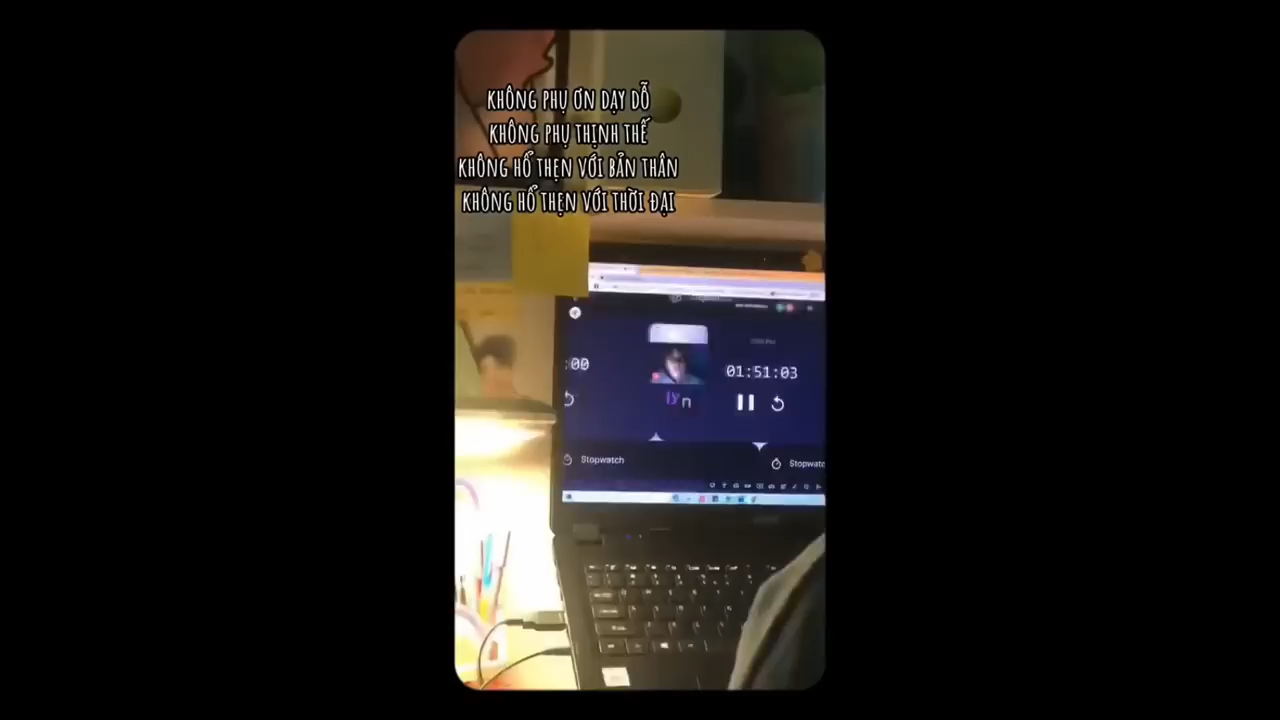 KHÔNG PHỤ ƠN DẠY DỖ
KHÔNG PHỤ THỊNH THẾ
KHÔNG HỔ THẸN VỚI BẢN THÂN
KHÔNG HỔ THẸN VỚI THỜI ĐẠI
:00
01:51:03
lyn
Stopwatch
Stopwatc